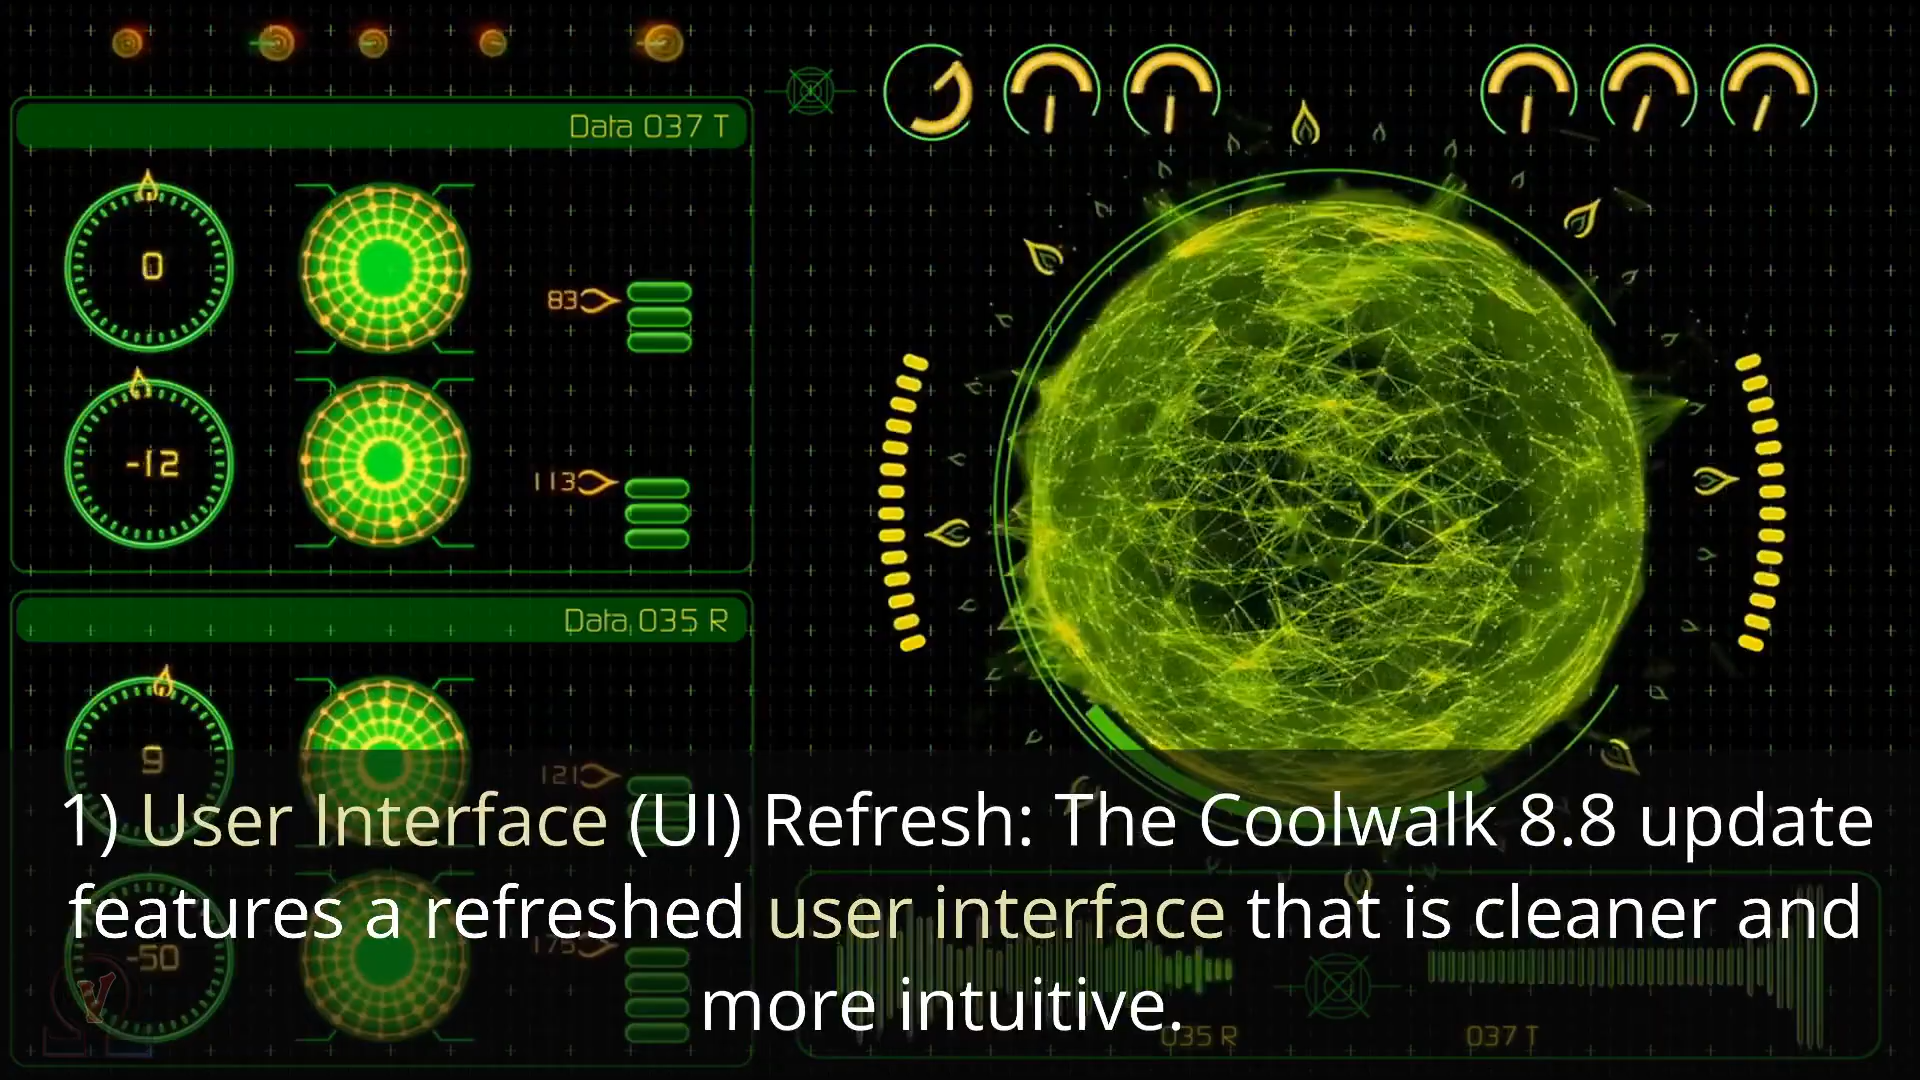 Data 037 T
0
83
-12
113
Data 035 R
9
121
1) User Interface (UI) Refresh: The Coolwalk 8.8 update
features a refreshed user interface that is cleaner and
more intuitive.
-50
175
035 R
037 T
V